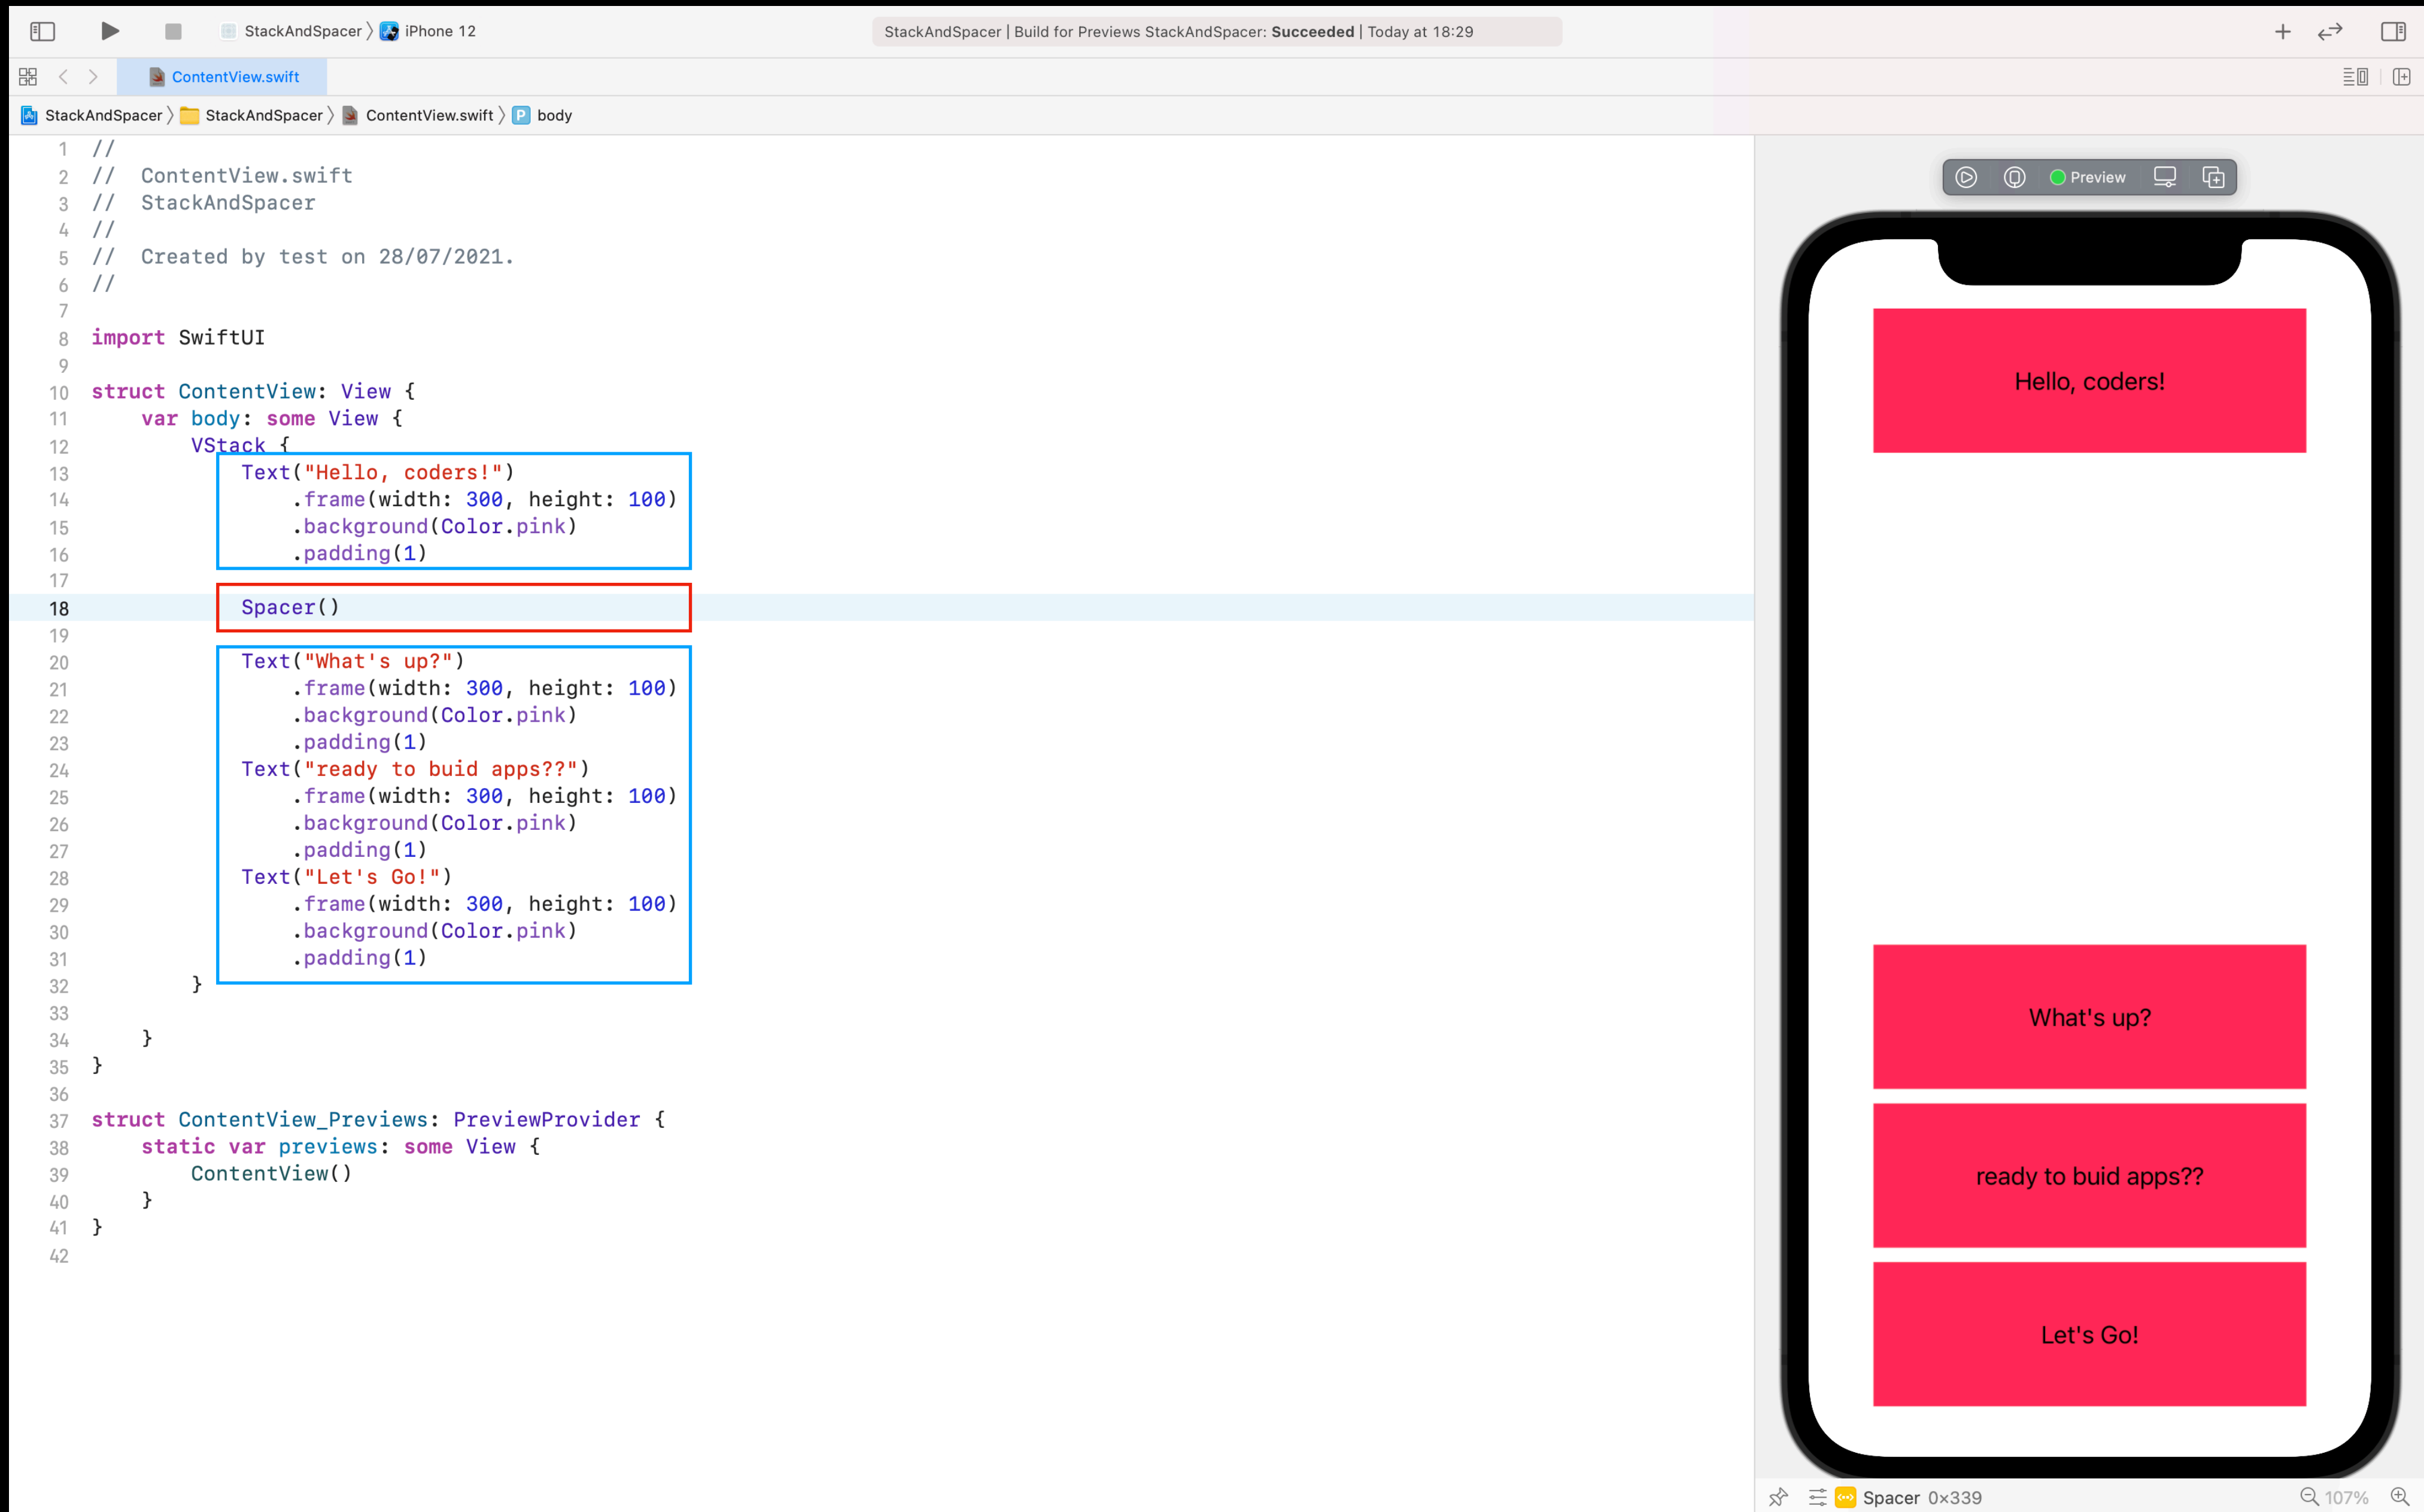 StackAndSpacer 〉 iPhone 12
StackAndSpacer | Build for Previews StackAndSpacer: Succeeded | Today at 18:29
ContentView.swift
StackAndSpacer 〉 StackAndSpacer 〉 ContentView.swift 〉 P body
1 //
2 //  ContentView.swift
3 //  StackAndSpacer
4 //
5 //  Created by test on 28/07/2021.
6 //
7
8 import SwiftUI
9
10 struct ContentView: View {
11     var body: some View {
12         VStack {
13             Text("Hello, coders!")
14                 .frame(width: 300, height: 100)
15                 .background(Color.pink)
16                 .padding(1)
17
18             Spacer()
19
20             Text("What's up?")
21                 .frame(width: 300, height: 100)
22                 .background(Color.pink)
23                 .padding(1)
24             Text("ready to buid apps??")
25                 .frame(width: 300, height: 100)
26                 .background(Color.pink)
27                 .padding(1)
28             Text("Let's Go!")
29                 .frame(width: 300, height: 100)
30                 .background(Color.pink)
31                 .padding(1)
32         }
33
34     }
35 }
36
37 struct ContentView_Previews: PreviewProvider {
38     static var previews: some View {
39         ContentView()
40     }
41 }
42
Preview
Hello, coders!
What's up?
ready to buid apps??
Let's Go!
Spacer 0×339
107%